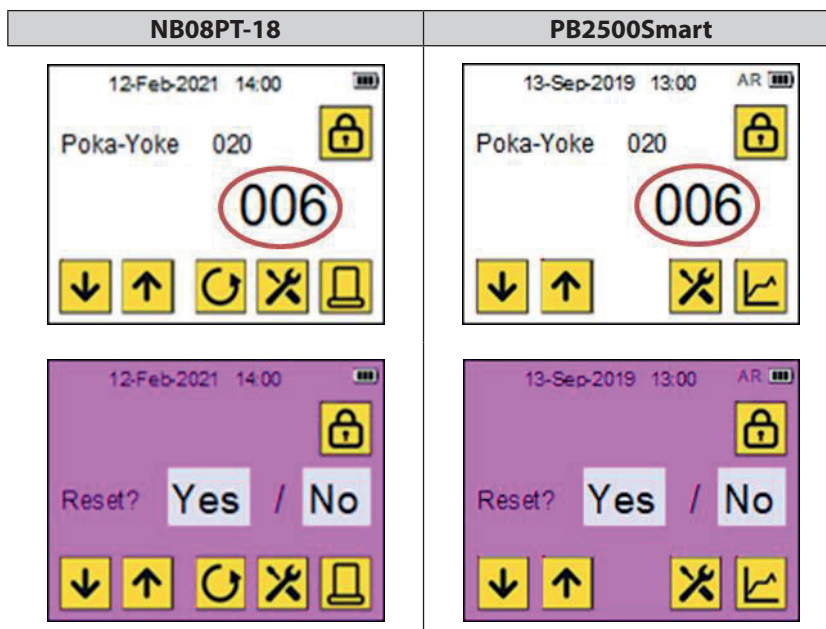 NB08PT-18
PB2500Smart
12-Feb-2021 14:00
Poka-Yoke 020
006
13-Sep-2019 13:00 AR
Poka-Yoke 020
006
12-Feb-2021 14:00
Reset? Yes / No
13-Sep-2019 13:00 AR
Reset? Yes / No